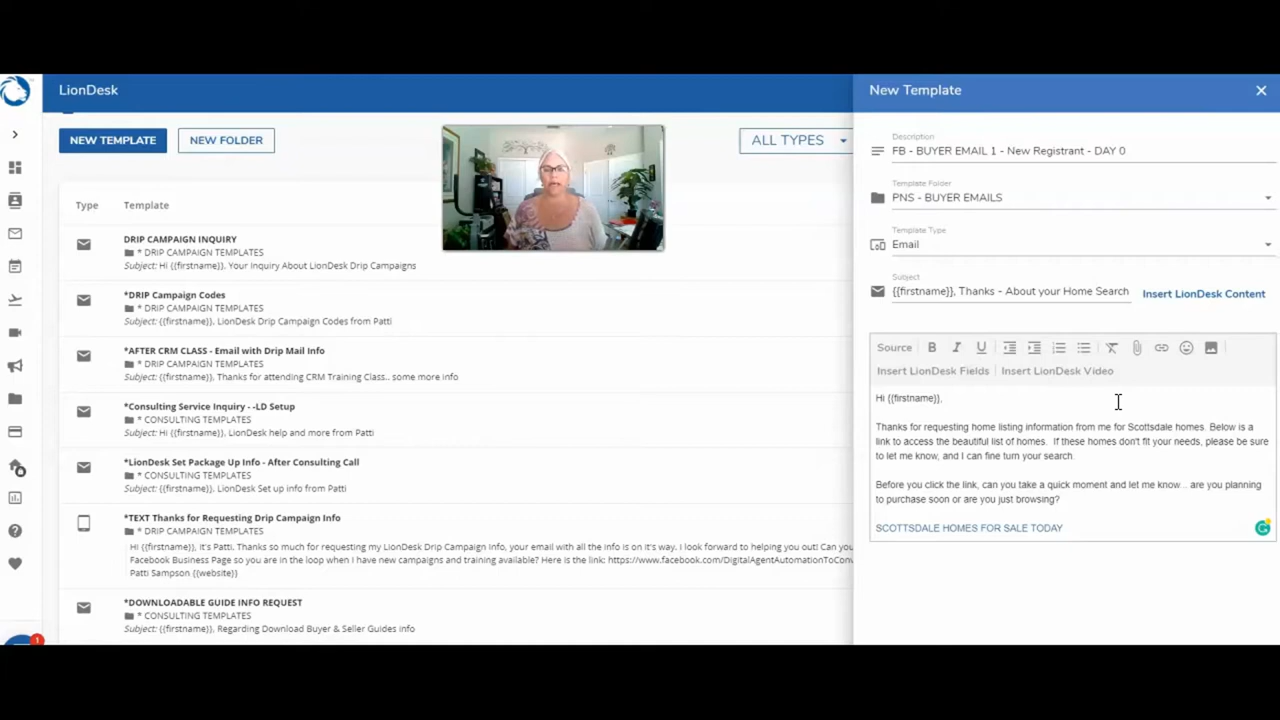 LionDesk
NEW TEMPLATE
NEW FOLDER
ALL TYPES
Type
Template
DRIP CAMPAIGN INQUIRY
* DRIP CAMPAIGN TEMPLATES
Subject: Hi {{firstname}}. Your Inquiry About LionDesk Drip Campaigns
*DRIP Campaign Codes
* DRIP CAMPAIGN TEMPLATES
Subject: Hi {{firstname}}, LionDesk Drip Campaign Codes from Patti
*AFTER CRM CLASS - Email with Drip Mail Info
* DRIP CAMPAIGN TEMPLATES
Subject: {{firstname}}, Thanks for attending CRM Training Class.. some more info
*Consulting Service Inquiry - -LD Setup
* CONSULTING TEMPLATES
Subject: Hi {{firstname}}, LionDesk help and more from Patti
*LionDesk Set Package Up Info - After Consulting Call
* CONSULTING TEMPLATES
Subject: {{firstname}}, LionDesk Set up info from Patti
*TEXT Thanks for Requesting Drip Campaign Info
* DRIP CAMPAIGN TEMPLATES
Hi {{firstname}}, it's Patti. Thanks so much for requesting my LionDesk Drip Campaign Info, your email with all the info is on it's way. I look forward to helping you out! Can you
Facebook Business Page so you are in the loop when I have new campaigns and training available? Here is the link: https://www.facebook.com/DigitalAgentAutomationToConv
Patti Sampson {{website}}
*DOWNLOADABLE GUIDE INFO REQUEST
* CONSULTING TEMPLATES
Subject: {{firstname}}, Regarding Download Buyer & Seller Guides info
1
New Template
Description
FB - BUYER EMAIL 1 - New Registrant - DAY 0
Template Folder
PNS - BUYER EMAILS
Template Type
Email
Subject
{{firstname}}, Thanks - About your Home Search
Insert LionDesk Content
Source B I U
Insert LionDesk Fields Insert LionDesk Video
Hi {{firstname}},
Thanks for requesting home listing information from me for Scottsdale homes. Below is a
link to access the beautiful list of homes. If these homes don't fit your needs, please be sure
to let me know, and I can fine turn your search.
Before you click the link, can you take a quick moment and let me know... are you planning
to purchase soon or are you just browsing?
SCOTTSDALE HOMES FOR SALE TODAY